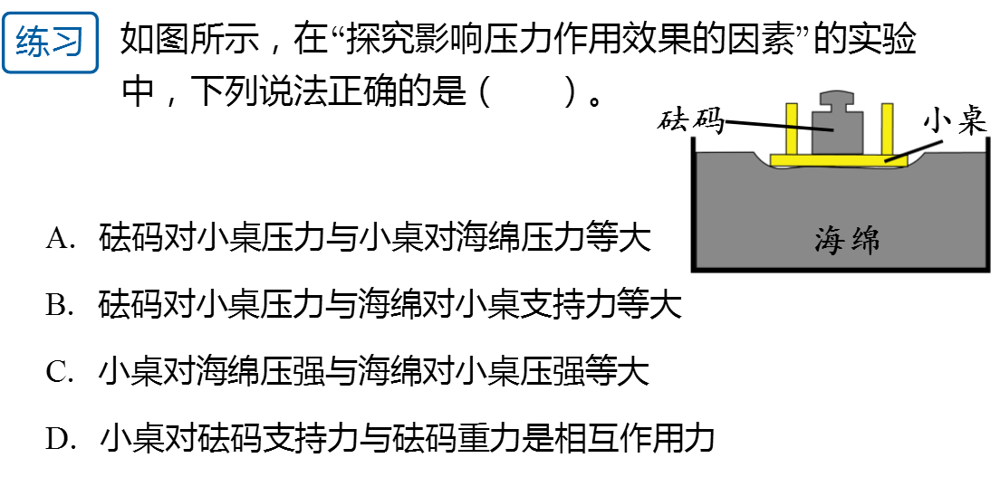 练习
如图所示，在“探究影响压力作用效果的因素”的实验
中，下列说法正确的是（　　）。
砝码
小桌
海绵
A. 砝码对小桌压力与小桌对海绵压力等大
B. 砝码对小桌压力与海绵对小桌支持力等大
C. 小桌对海绵压强与海绵对小桌压强等大
D. 小桌对砝码支持力与砝码重力是相互作用力